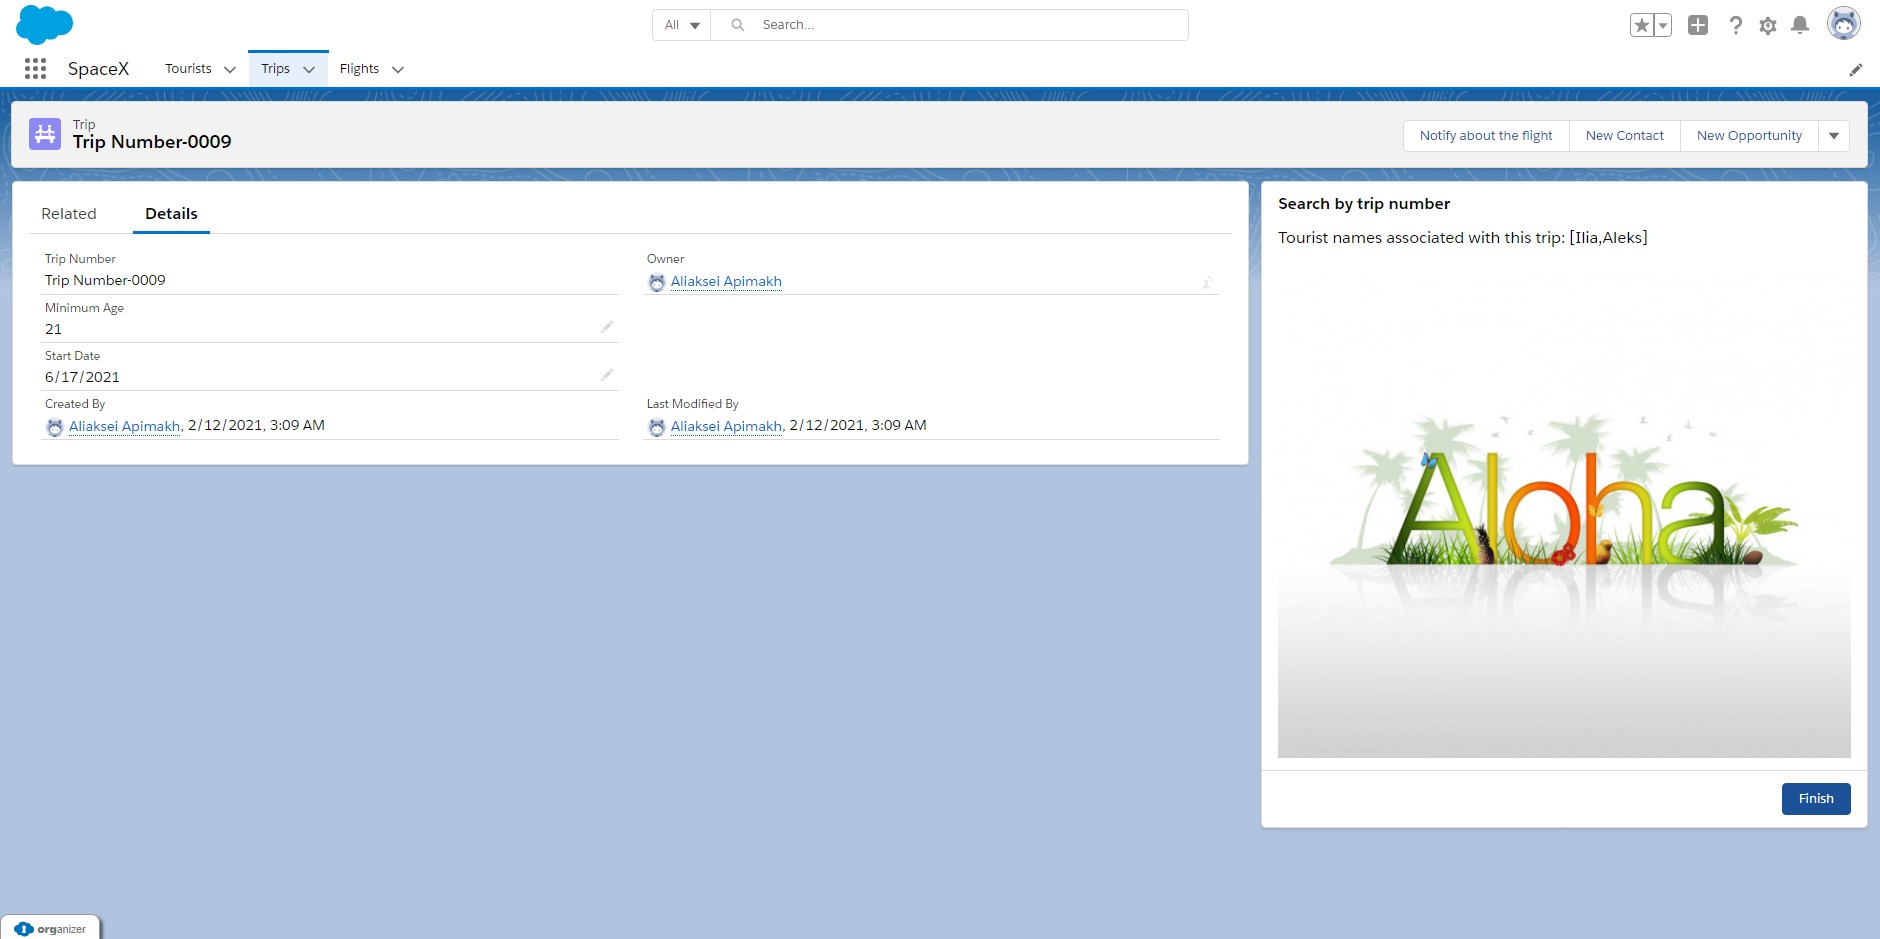 All
Search...
SpaceX
Tourists
Trips
Flights
Trip
Trip Number-0009
Notify about the flight
New Contact
New Opportunity
Related
Details
Trip Number
Trip Number-0009
Owner
Aliaksei Apimakh
Minimum Age
21
Start Date
6/17/2021
Created By
Aliaksei Apimakh, 2/12/2021, 3:09 AM
Last Modified By
Aliaksei Apimakh, 2/12/2021, 3:09 AM
Search by trip number
Tourist names associated with this trip: [Ilia,Aleks]
Aloha
Finish
organizer